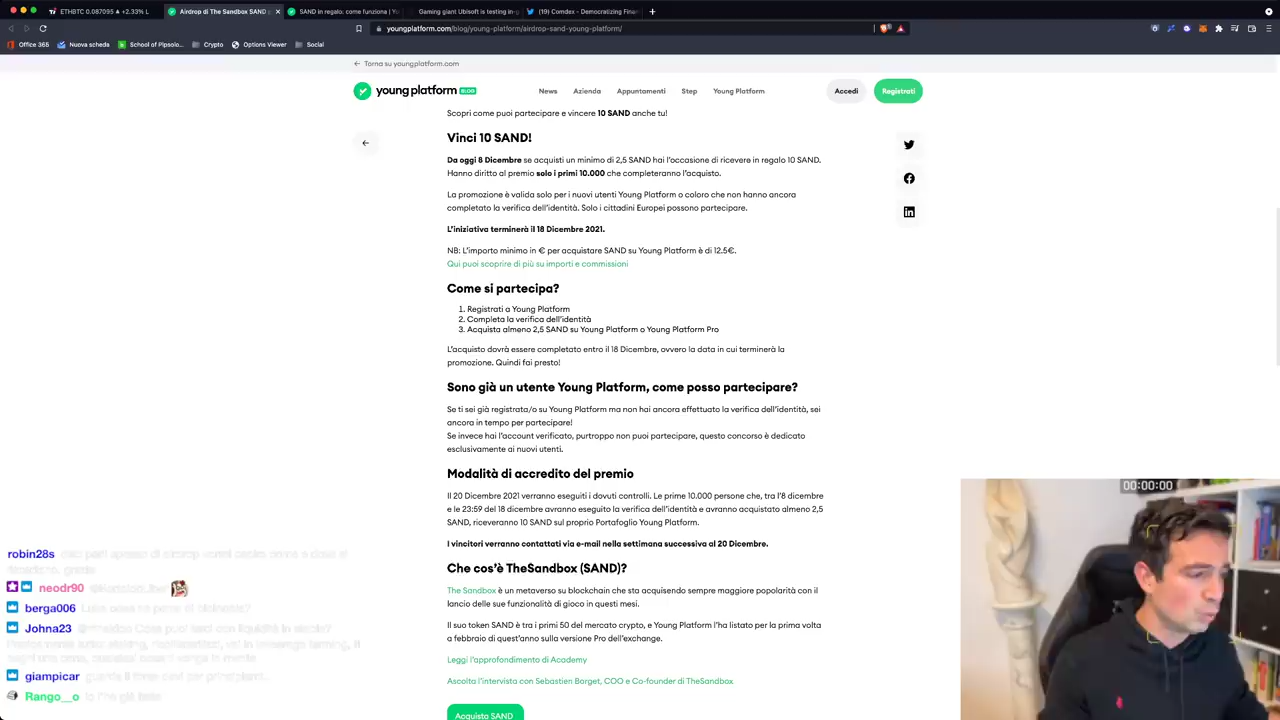 ETHBTC 0.087095 ▲ +2.33% L
Airdrop di The Sandbox SAND
SAND in regalo: come funziona | Yo
Gaming giant Ubisoft is testing in-g
(19) Comdex - Democratizing Finan
youngplatform.com/blog/young-platform/airdrop-sand-young-platform/
Office 365
Nuova scheda
School of Pipsolo...
Crypto
Options Viewer
Social
← Torna su youngplatform.com
young platform BLOG
News
Azienda
Appuntamenti
Step
Young Platform
Accedi
Registrati
Scopri come puoi partecipare e vincere 10 SAND anche tu!
Vinci 10 SAND!
Da oggi 8 Dicembre se acquisti un minimo di 2,5 SAND hai l'occasione di ricevere in regalo 10 SAND.
Hanno diritto al premio solo i primi 10.000 che completeranno l'acquisto.
La promozione è valida solo per i nuovi utenti Young Platform o coloro che non hanno ancora
completato la verifica dell'identità. Solo i cittadini Europei possono partecipare.
L'iniziativa terminerà il 18 Dicembre 2021.
NB: L'importo minimo in € per acquistare SAND su Young Platform è di 12.5€.
Qui puoi scoprire di più su importi e commissioni
Come si partecipa?
1. Registrati a Young Platform
2. Completa la verifica dell'identità
3. Acquista almeno 2,5 SAND su Young Platform o Young Platform Pro
L'acquisto dovrà essere completato entro il 18 Dicembre, ovvero la data in cui terminerà la
promozione. Quindi fai presto!
Sono già un utente Young Platform, come posso partecipare?
Se ti sei già registrata/o su Young Platform ma non hai ancora effettuato la verifica dell'identità, sei
ancora in tempo per partecipare!
Se invece hai l'account verificato, purtroppo non puoi partecipare, questo concorso è dedicato
esclusivamente ai nuovi utenti.
Modalità di accredito del premio
Il 20 Dicembre 2021 verranno eseguiti i dovuti controlli. Le prime 10.000 persone che, tra l'8 dicembre
e le 23:59 del 18 dicembre avranno eseguito la verifica dell'identità e avranno acquistato almeno 2,5
SAND, riceveranno 10 SAND sul proprio Portafoglio Young Platform.
I vincitori verranno contattati via e-mail nella settimana successiva al 20 Dicembre.
Che cos'è TheSandbox (SAND)?
The Sandbox è un metaverso su blockchain che sta acquisendo sempre maggiore popolarità con il
lancio delle sue funzionalità di gioco in questi mesi.
Il suo token SAND è tra i primi 50 del mercato crypto, e Young Platform l'ha listato per la prima volta
a febbraio di quest'anno sulla versione Pro dell'exchange.
Leggi l'approfondimento di Academy
Ascolta l'intervista con Sebastien Borget, COO e Co-founder di TheSandbox
Acquista SAND
00:00:00
robin28s
neodr90
berga006
Johna23
giampicar
Rango__o